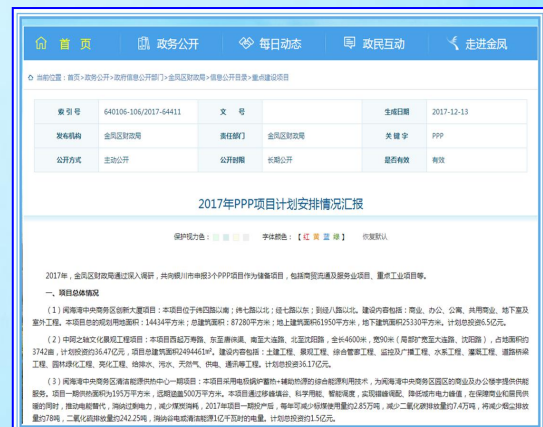 首 页 政务公开 每日动态 政民互动 走进金凤
当前位置：首页>政务公开>政府信息公开部门>金凤区财政局>信息公开目录>重点建设项目
索 引 号 640106-106/2017-64411 文 号 生成日期 2017-12-13
发布机构 金凤区财政局 责任部门 金凤区财政局 关 键 字 PPP
公开方式 主动公开 公开时限 长期公开 是否有效 有效
2017年PPP项目计划安排情况汇报
保护视力色： 字体颜色：【 红 黄 蓝 绿 】 恢复默认
2017年，金凤区财政局通过深入调研，共向银川市申报3个PPP项目作为储备项目，包括商贸流通及服务业项目、重点工业项目等。
一、项目总体情况
（1）阅海湾中央商务区创新大厦项目：本项目位于纬四路以南；纬七路以北；经七路以东；到经八路以北。建设内容包括：商业、办公、公寓、共用商业、地下室及
室外工程。本项目总的规划用地面积：14434平方米；总建筑面积：87280平方米；地上建筑面积61950平方米，地下建筑面积25330平方米。计划总投资6.5亿元。
（2）中阿之轴文化景观工程项目：本项目西起万寿路、东至唐徕渠、南至大连路、北至沈阳路，全长4600米，宽90米（局部扩宽至大连路、沈阳路），占地面积约
3742亩，计划投资约36.47亿元，项目总建筑面积2494461m²。建设内容包括：土建工程、景观工程、综合管廊工程、监控及广播工程、水系工程、灌溉工程、道路桥梁
工程、园林绿化工程、亮化工程、给排水、污水、天然气、供电、通讯等工程。计划总投资36.17亿元。
（3）阅海湾中央商务区清洁能源供热中心一期项目：本项目采用电极锅炉蓄热+辅助热源的综合能源利用技术，为阅海湾中央商务区园区的商业及办公楼宇提供供能
服务。项目一期供热面积为195万平方米，远期涵盖500万平方米。本项目通过移峰填谷、科学用能、智能调度，实现错峰调配、降低城市电力峰值，在保障商业和居民供
暖的同时，推动电能替代，消纳过剩电力，减少煤炭消耗，2017年项目一期投产后，每年可减少标煤使用量约2.85万吨，减少二氧化碳排放量约7.4万吨，将减少烟尘排放
量约78吨，二氧化硫排放量约242.25吨，消纳谷电或清洁能源1亿千瓦时的电量。计划总投资约1.5亿元。